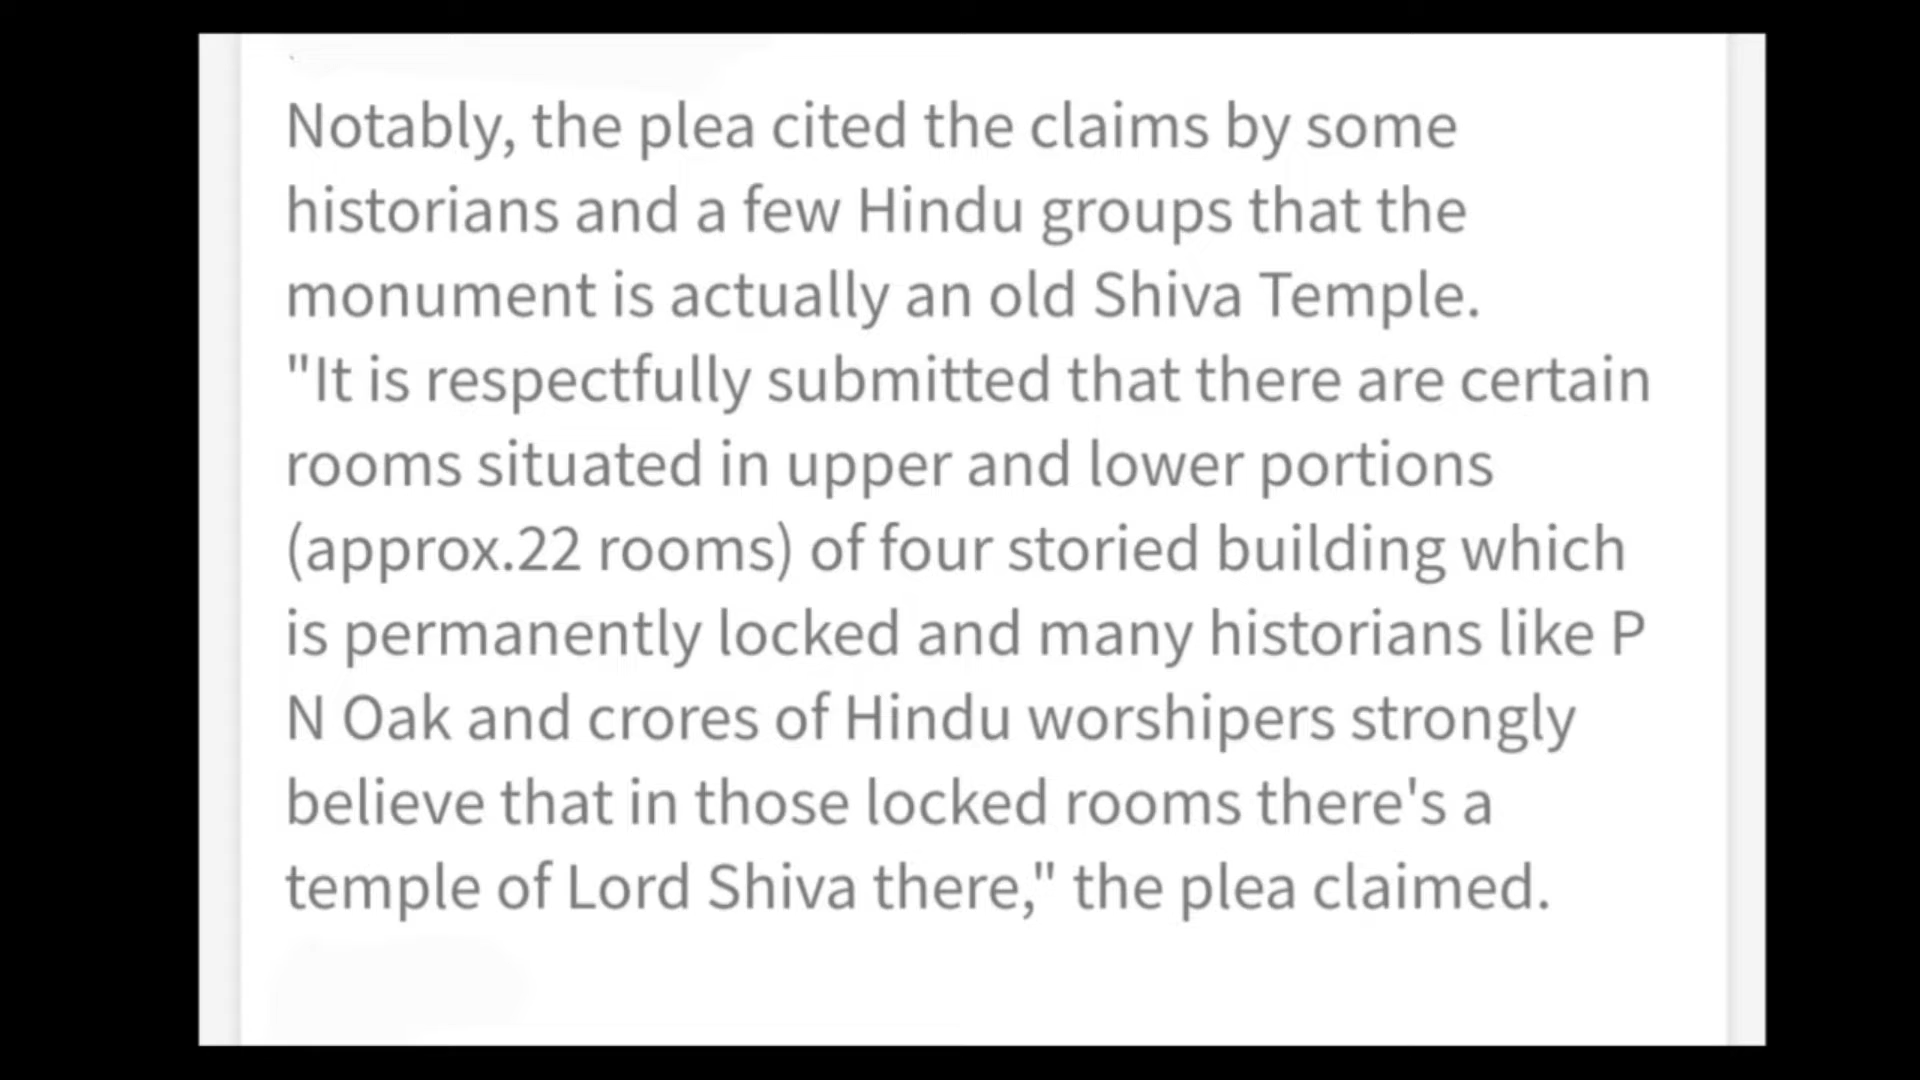 Notably, the plea cited the claims by some
historians and a few Hindu groups that the
monument is actually an old Shiva Temple.
"It is respectfully submitted that there are certain
rooms situated in upper and lower portions
(approx.22 rooms) of four storied building which
is permanently locked and many historians like P
N Oak and crores of Hindu worshipers strongly
believe that in those locked rooms there's a
temple of Lord Shiva there," the plea claimed.